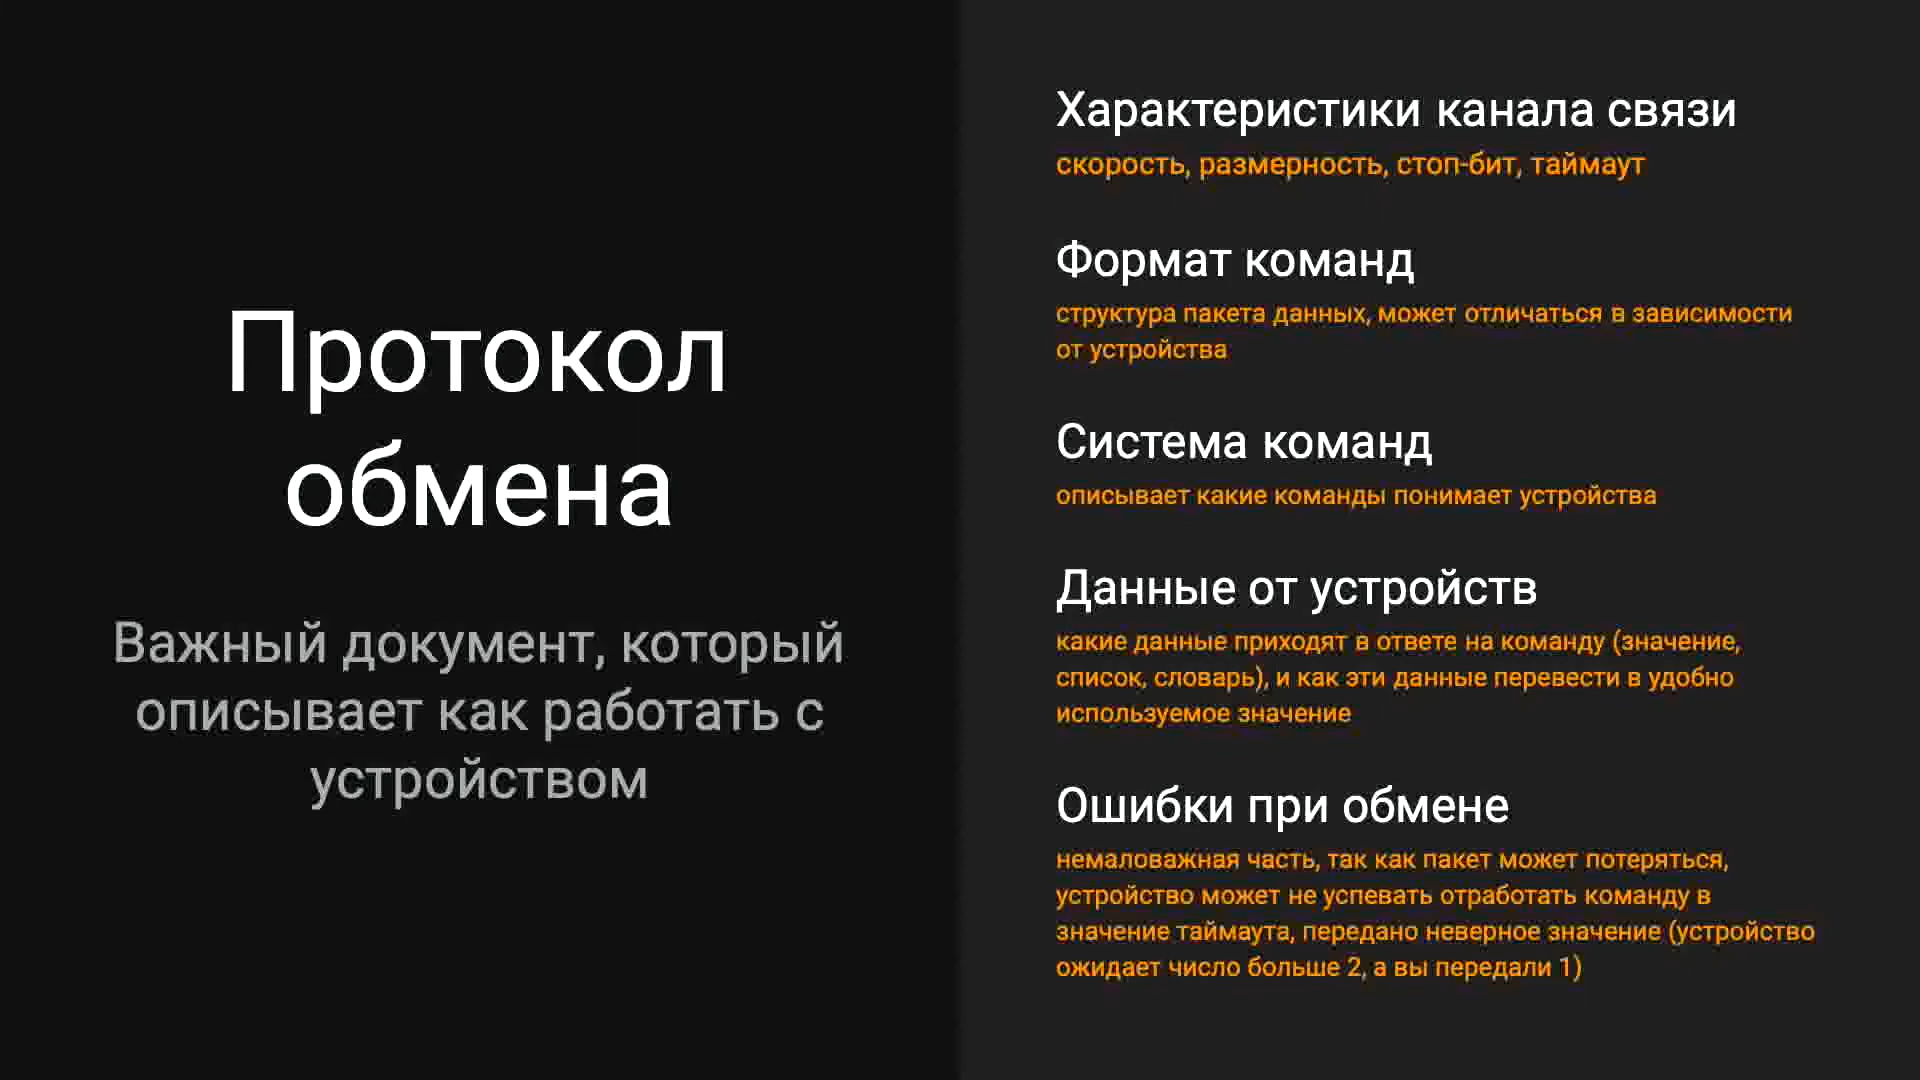 Протокол
обмена
Важный документ, который
описывает как работать с
устройством
Характеристики канала связи
скорость, размерность, стоп-бит, таймаут
Формат команд
структура пакета данных, может отличаться в зависимости
от устройства
Система команд
описывает какие команды понимает устройства
Данные от устройств
какие данные приходят в ответе на команду (значение,
список, словарь), и как эти данные перевести в удобно
используемое значение
Ошибки при обмене
немаловажная часть, так как пакет может потеряться,
устройство может не успевать отработать команду в
значение таймаута, передано неверное значение (устройство
ожидает число больше 2, а вы передали 1)